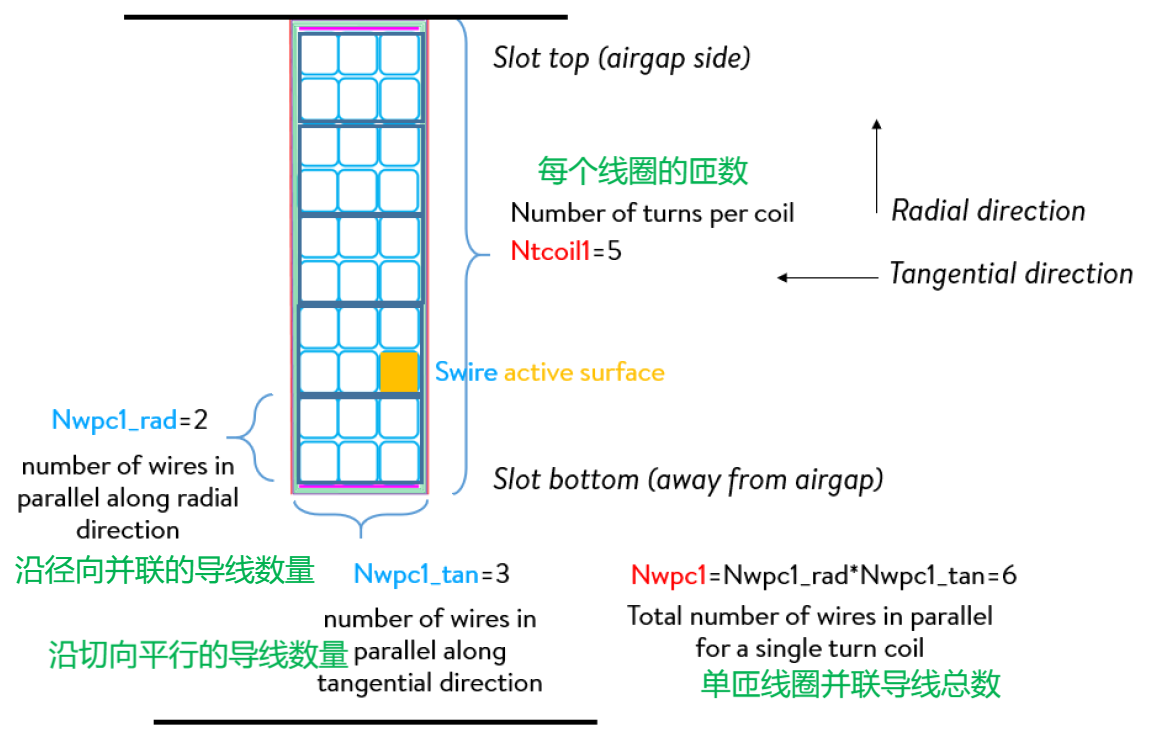 Slot top (airgap side)
每个线圈的匝数
Number of turns per coil
Ntcoil1=5
Radial direction
Tangential direction
Swire active surface
Nwpc1_rad=2
number of wires in
parallel along radial
direction
沿径向并联的导线数量
Slot bottom (away from airgap)
Nwpc1_tan=3
number of wires in
parallel along
tangential direction
沿切向平行的导线数量
Nwpc1=Nwpc1_rad*Nwpc1_tan=6
Total number of wires in parallel
for a single turn coil
单匝线圈并联导线总数